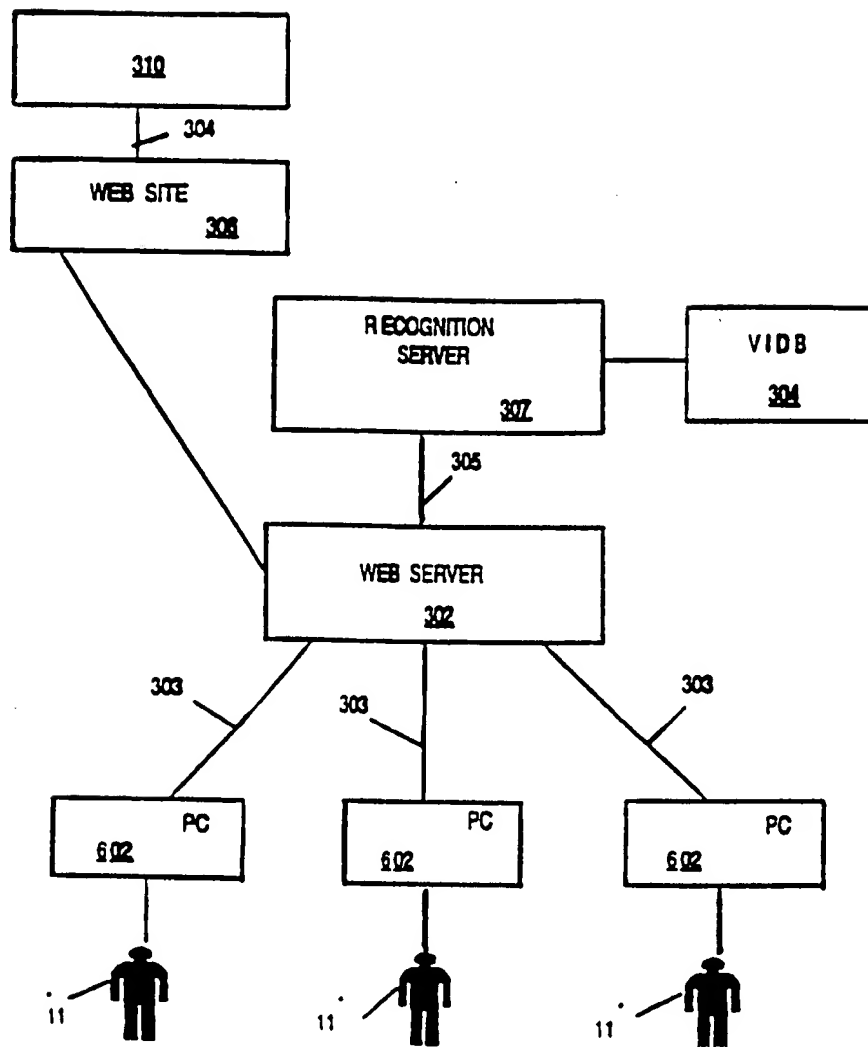 310
304
WEB SITE
306
RECOGNITION
SERVER
307
VIDB
304
305
WEB SERVER
302
303
303
303
PC
602
PC
602
PC
602
11
11
11